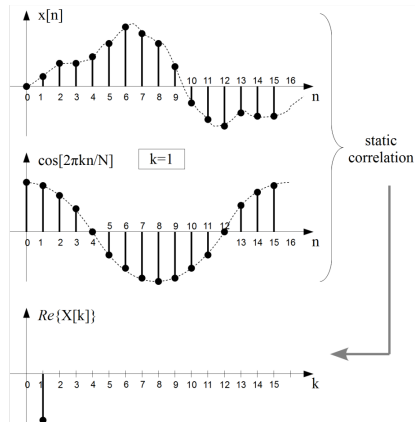 x[n]
0 1 2 3 4 5 6 7 8 9 10 11 12 13 14 15 16
n
cos[2πkn/N]
k=1
0 1 2 3 4 5 6 7 8 9 10 11 12 13 14 15 16
n
static
correlation
Re{X[k]}
0 1 2 3 4 5 6 7 8 9 10 11 12 13 14 15
k